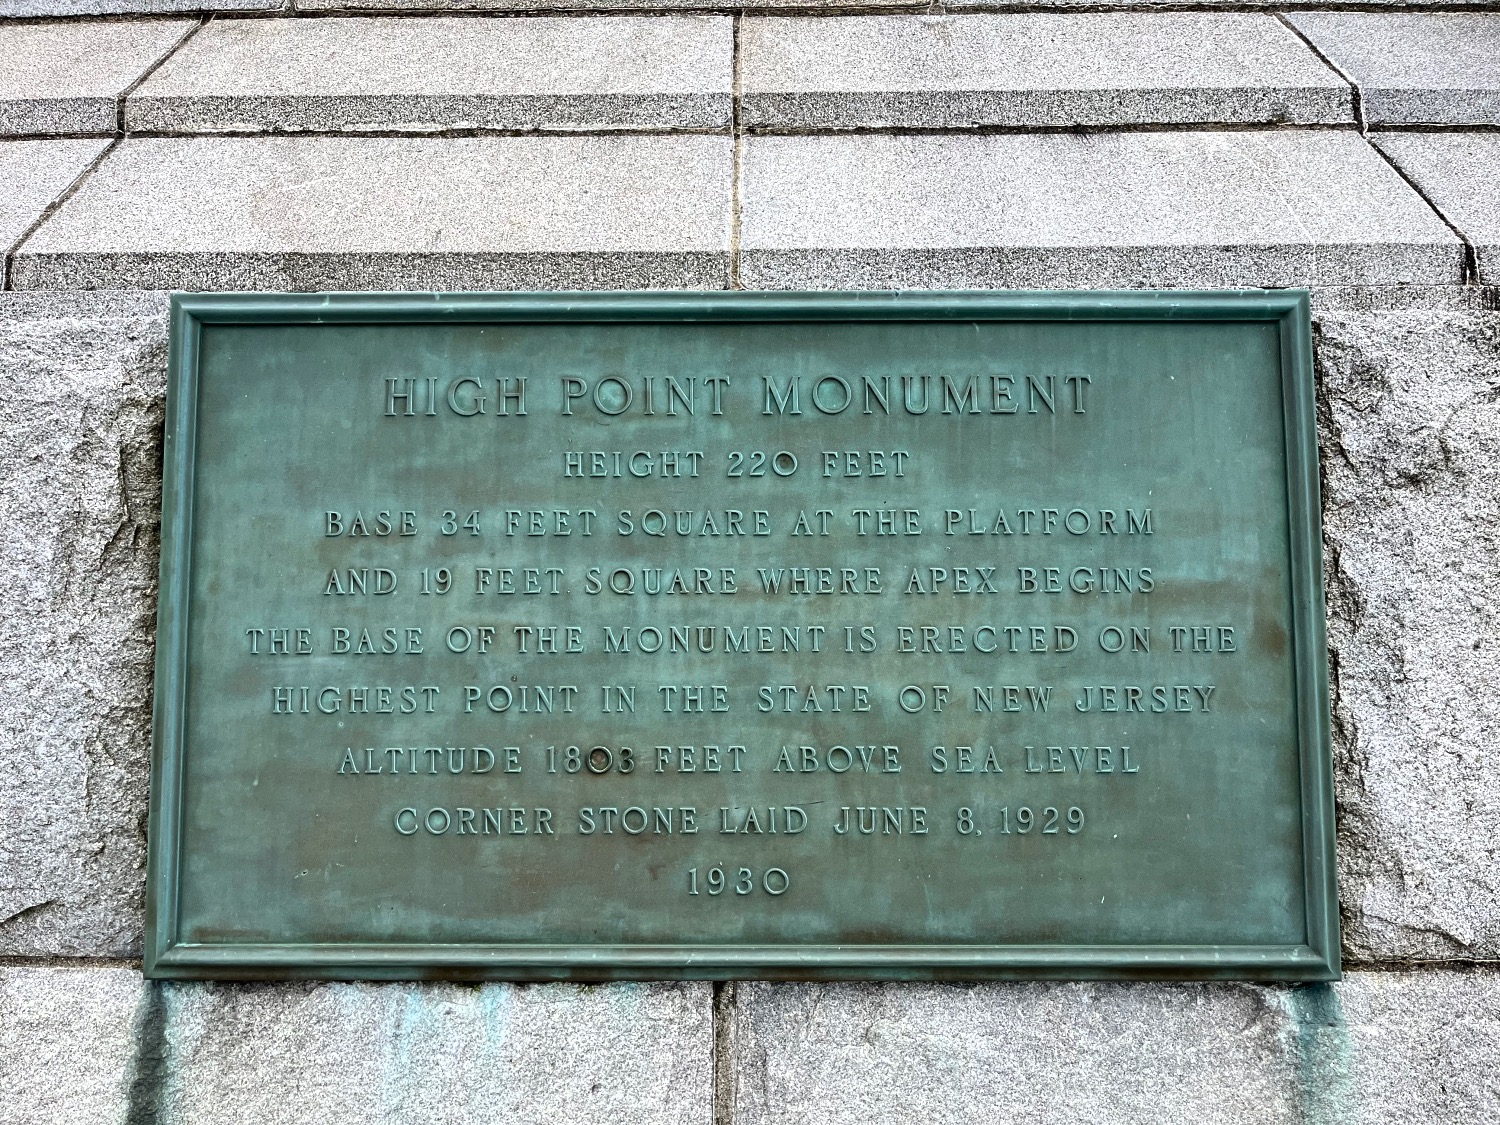 HIGH POINT MONUMENT
HEIGHT 220 FEET
BASE 34 FEET SQUARE AT THE PLATFORM
AND 19 FEET SQUARE WHERE APEX BEGINS
THE BASE OF THE MONUMENT IS ERECTED ON THE
HIGHEST POINT IN THE STATE OF NEW JERSEY
ALTITUDE 1803 FEET ABOVE SEA LEVEL
CORNER STONE LAID JUNE 8, 1929
1930